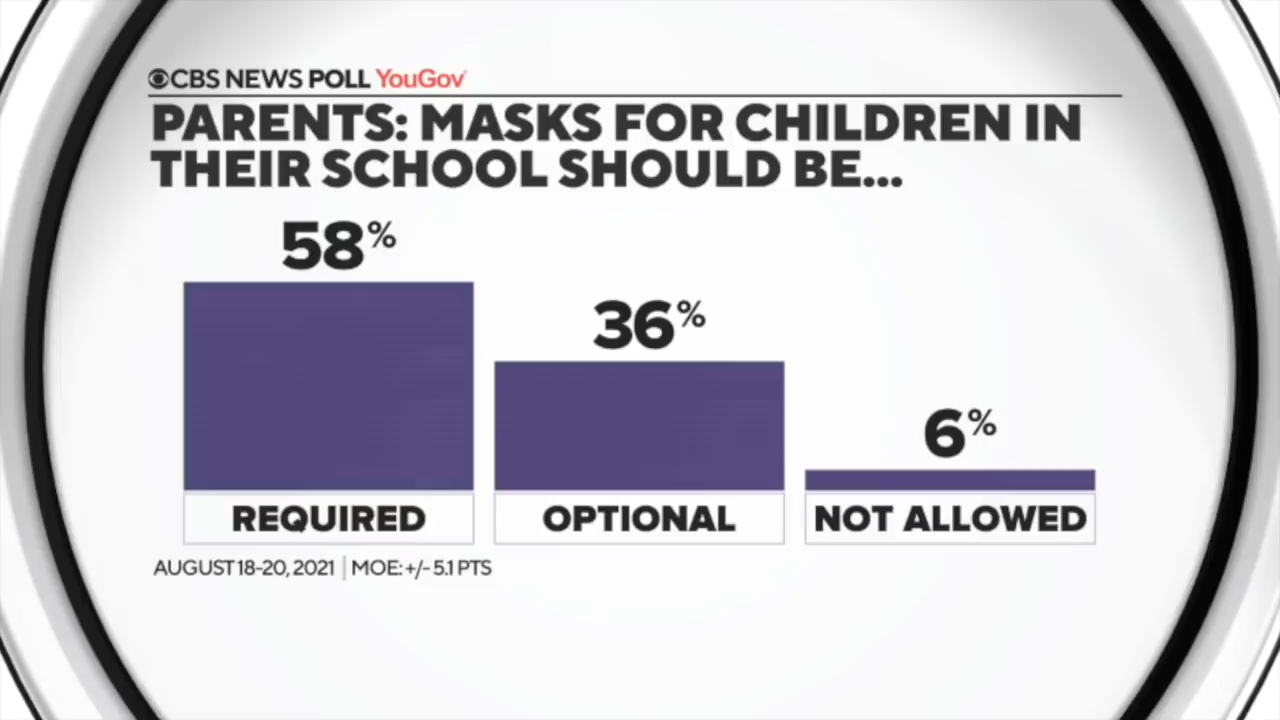 CBS NEWS POLL YouGov
PARENTS: MASKS FOR CHILDREN IN
THEIR SCHOOL SHOULD BE...
58%
36%
6%
REQUIRED
OPTIONAL
NOT ALLOWED
AUGUST 18-20, 2021 | MOE: +/- 5.1 PTS